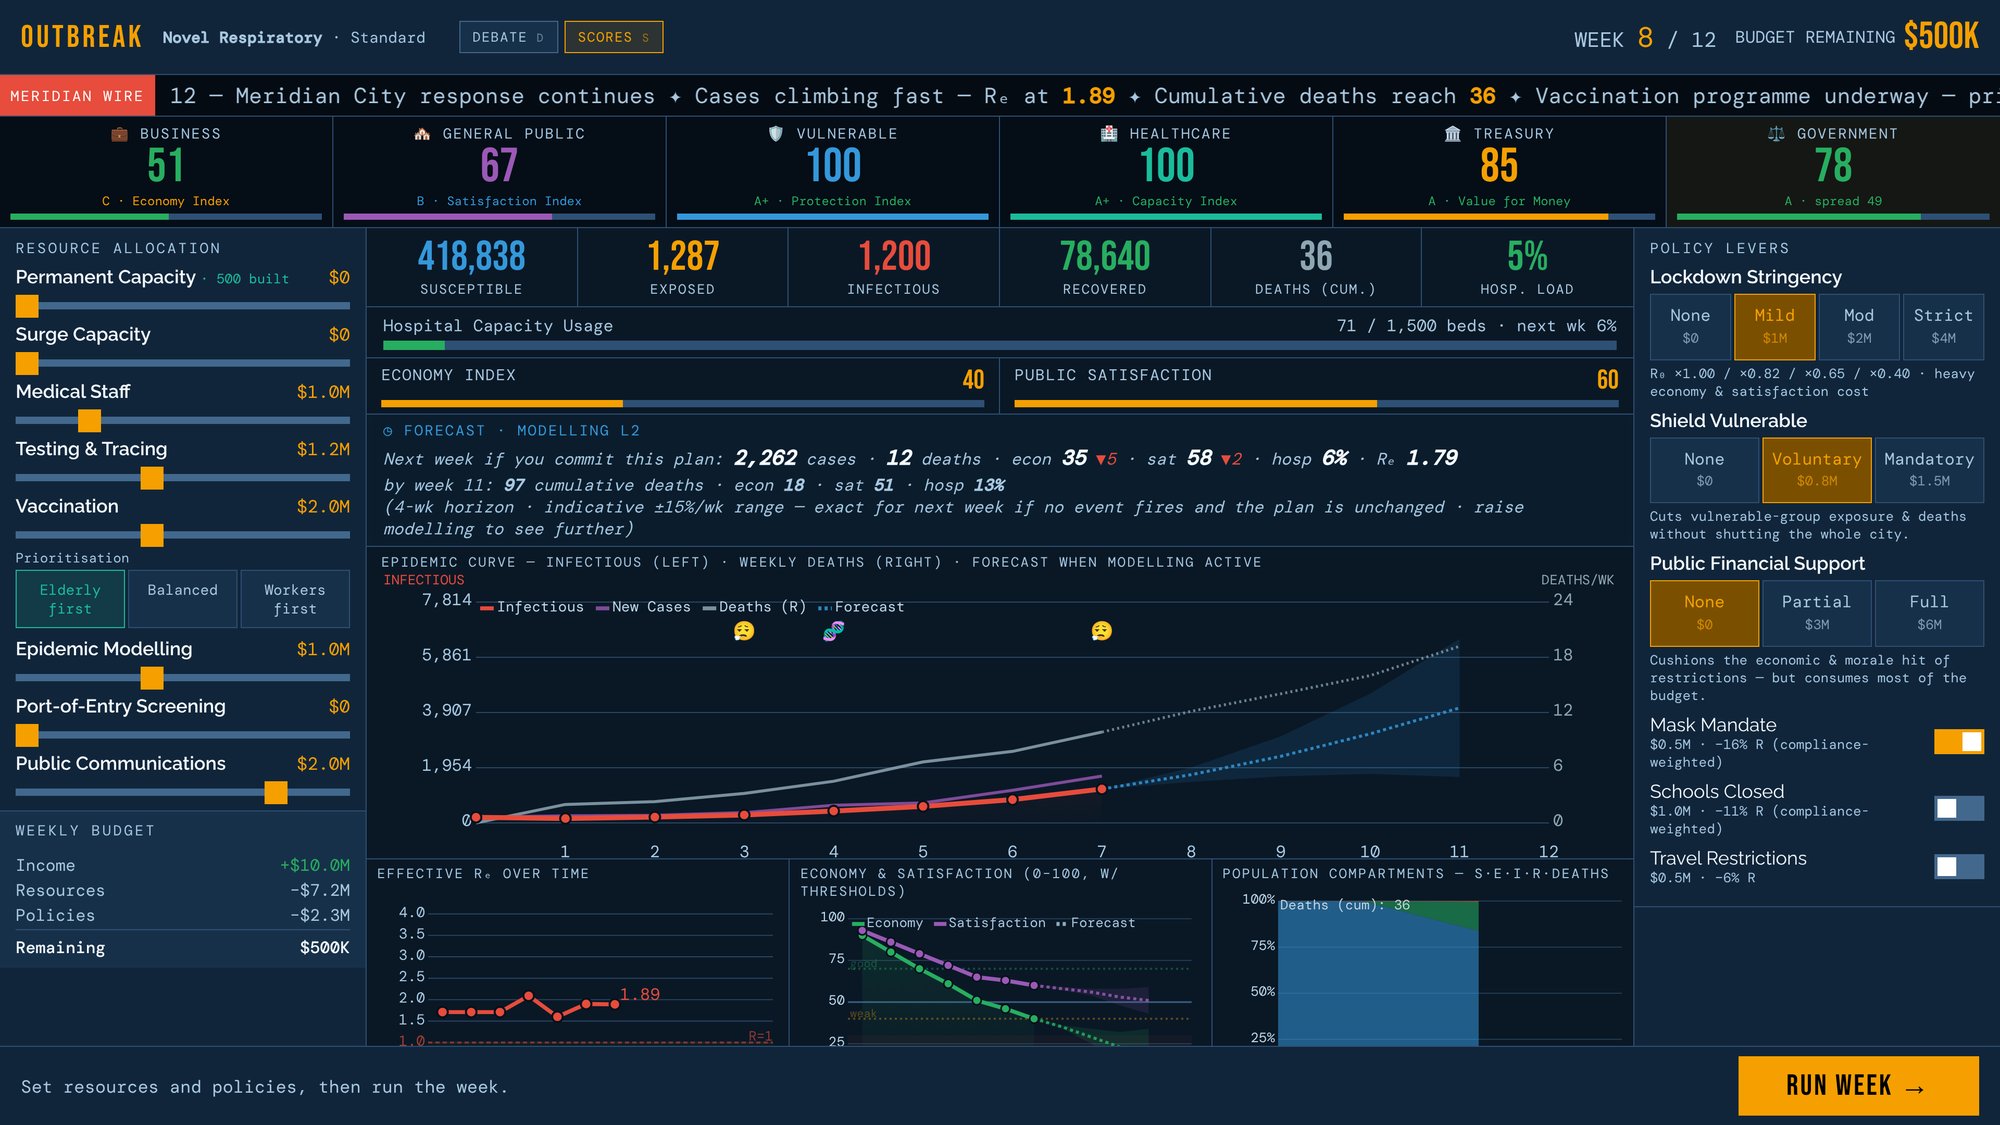 OUTBREAK Novel Respiratory · Standard DEBATE D SCORES S WEEK 8 / 12 BUDGET REMAINING $500K
MERIDIAN WIRE 12 — Meridian City response continues ✦ Cases climbing fast — Rₑ at 1.89 ✦ Cumulative deaths reach 36 ✦ Vaccination programme underway — pri
💼 BUSINESS
51
C · Economy Index
🏘️ GENERAL PUBLIC
67
B · Satisfaction Index
🛡️ VULNERABLE
100
A+ · Protection Index
🏥 HEALTHCARE
100
A+ · Capacity Index
🏛️ TREASURY
85
A · Value for Money
⚖️ GOVERNMENT
78
A · spread 49
RESOURCE ALLOCATION
Permanent Capacity · 500 built $0
Surge Capacity $0
Medical Staff $1.0M
Testing & Tracing $1.2M
Vaccination $2.0M
Prioritisation
Elderly first
Balanced
Workers first
Epidemic Modelling $1.0M
Port-of-Entry Screening $0
Public Communications $2.0M
WEEKLY BUDGET
Income +$10.0M
Resources −$7.2M
Policies −$2.3M
Remaining $500K
418,838
SUSCEPTIBLE
1,287
EXPOSED
1,200
INFECTIOUS
78,640
RECOVERED
36
DEATHS (CUM.)
5%
HOSP. LOAD
Hospital Capacity Usage 71 / 1,500 beds · next wk 6%
ECONOMY INDEX 40
PUBLIC SATISFACTION 60
◷ FORECAST · MODELLING L2
Next week if you commit this plan: 2,262 cases · 12 deaths · econ 35 ▼5 · sat 58 ▼2 · hosp 6% · Rₑ 1.79
by week 11: 97 cumulative deaths · econ 18 · sat 51 · hosp 13%
(4-wk horizon · indicative ±15%/wk range — exact for next week if no event fires and the plan is unchanged · raise
modelling to see further)
EPIDEMIC CURVE — INFECTIOUS (LEFT) · WEEKLY DEATHS (RIGHT) · FORECAST WHEN MODELLING ACTIVE
INFECTIOUS DEATHS/WK
Infectious New Cases Deaths (R) Forecast
7,814 24
5,861 18
3,907 12
1,954 6
0 0
1 2 3 4 5 6 7 8 9 10 11 12
EFFECTIVE Rₑ OVER TIME
4.0
3.5
3.0
2.5
2.0
1.5
1.0
1.89
R=1
ECONOMY & SATISFACTION (0-100, W/
THRESHOLDS)
Economy Satisfaction Forecast
100
75
50
25
good
weak
POPULATION COMPARTMENTS — S·E·I·R·DEATHS
Deaths (cum): 36
100%
75%
50%
25%
POLICY LEVERS
Lockdown Stringency
None $0
Mild $1M
Mod $2M
Strict $4M
R₀ ×1.00 / ×0.82 / ×0.65 / ×0.40 · heavy
economy & satisfaction cost
Shield Vulnerable
None $0
Voluntary $0.8M
Mandatory $1.5M
Cuts vulnerable-group exposure & deaths
without shutting the whole city.
Public Financial Support
None $0
Partial $3M
Full $6M
Cushions the economic & morale hit of
restrictions — but consumes most of the
budget.
Mask Mandate
$0.5M · −16% R (compliance-
weighted)
Schools Closed
$1.0M · −11% R (compliance-
weighted)
Travel Restrictions
$0.5M · −6% R
Set resources and policies, then run the week.
RUN WEEK →